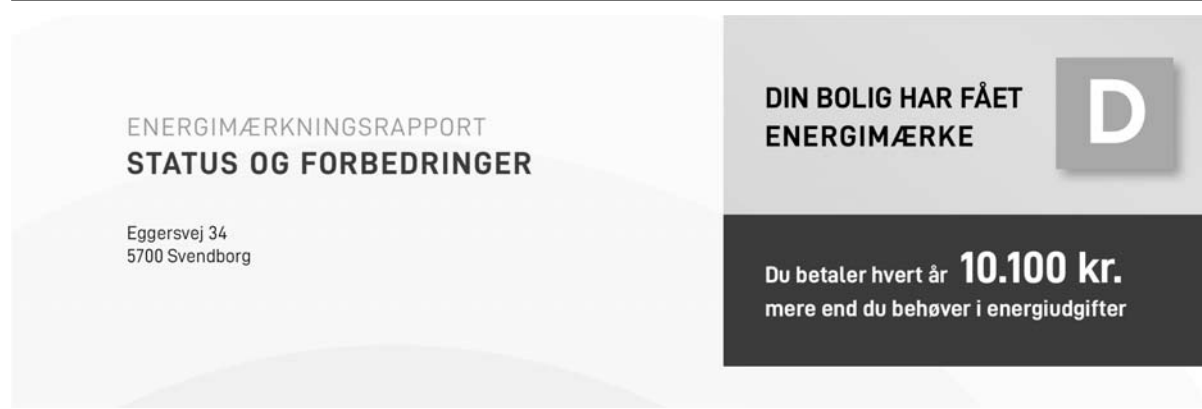 ENERGIMÆRKNINGSRAPPORT
STATUS OG FORBEDRINGER
Eggersvej 34
5700 Svendborg
DIN BOLIG HAR FÅET
ENERGIMÆRKE
D
Du betaler hvert år 10.100 kr.
mere end du behøver i energiudgifter